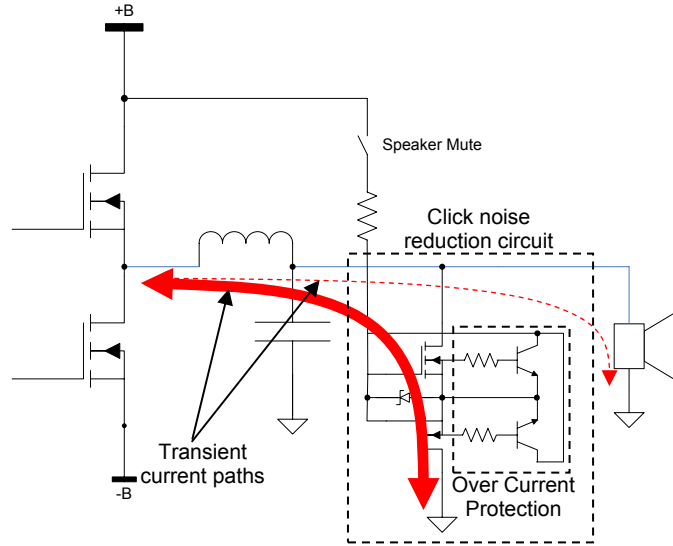 +B
Speaker Mute
Click noise
reduction circuit
Transient
current paths
Over Current
Protection
-B